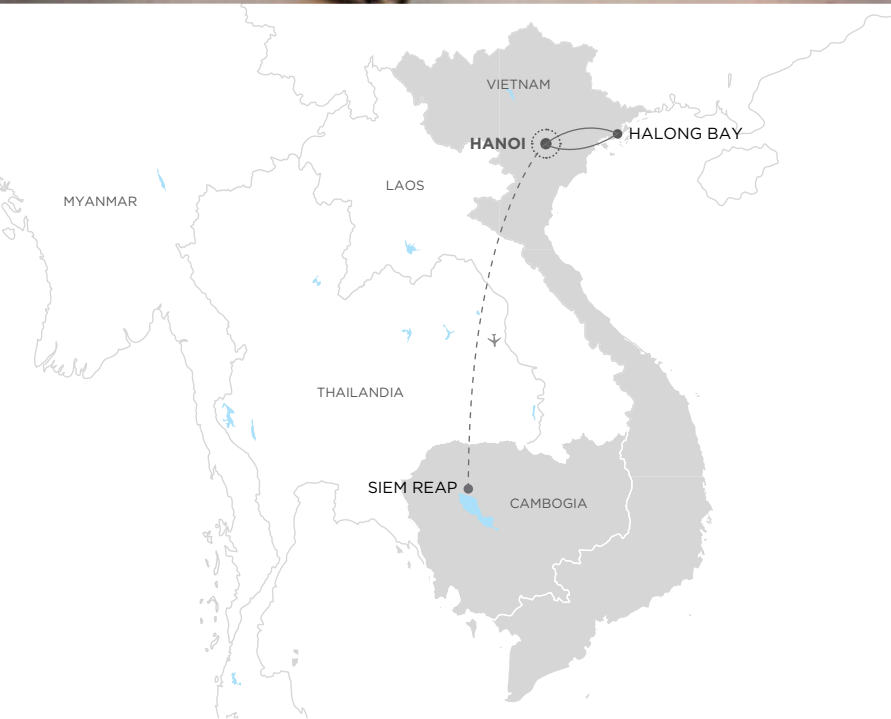 VIETNAM
HALONG BAY
HANOI
LAOS
MYANMAR
THAILANDIA
SIEM REAP
CAMBOGIA